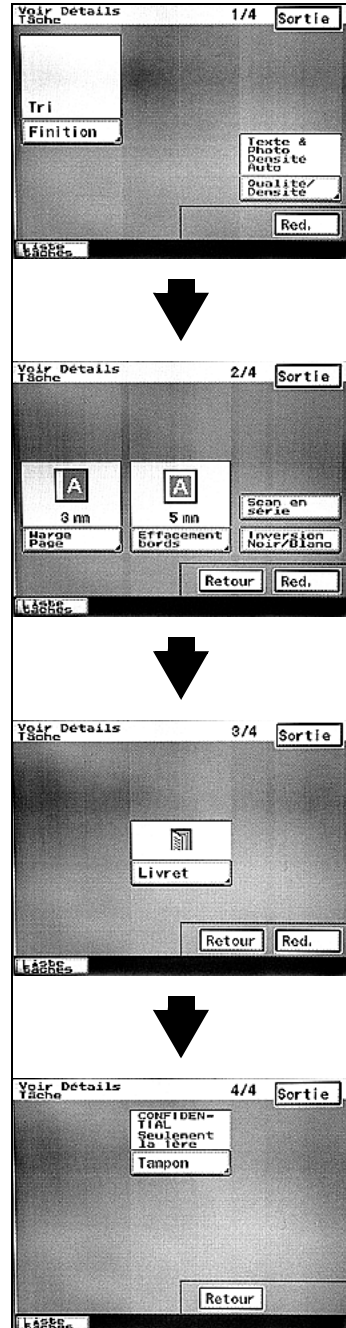 Voir Détails
Tâche
1/4
Sortie
Tri
Finition
Texte &
Photo
Densité
Auto
Qualité/
Densité
Red.
Liste
tâches
Voir Détails
Tâche
2/4
Sortie
A
A
3 mm
5 mm
Marge
Page
Effacement
bords
Scan en
série
Inversion
Noir/Blanc
Retour
Red.
Liste
tâches
Voir Détails
Tâche
3/4
Sortie
Livret
Retour
Red.
Liste
tâches
Voir Détails
Tâche
4/4
Sortie
CONFIDEN-
TIAL
Seulement
la 1ère
Tampon
Retour
Liste
tâches